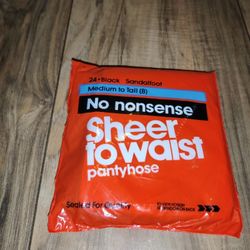 24-Black Sandalfoot
Medium to Tall (B)
No nonsense
Sheer
to waist
pantyhose
Sealed For Quality